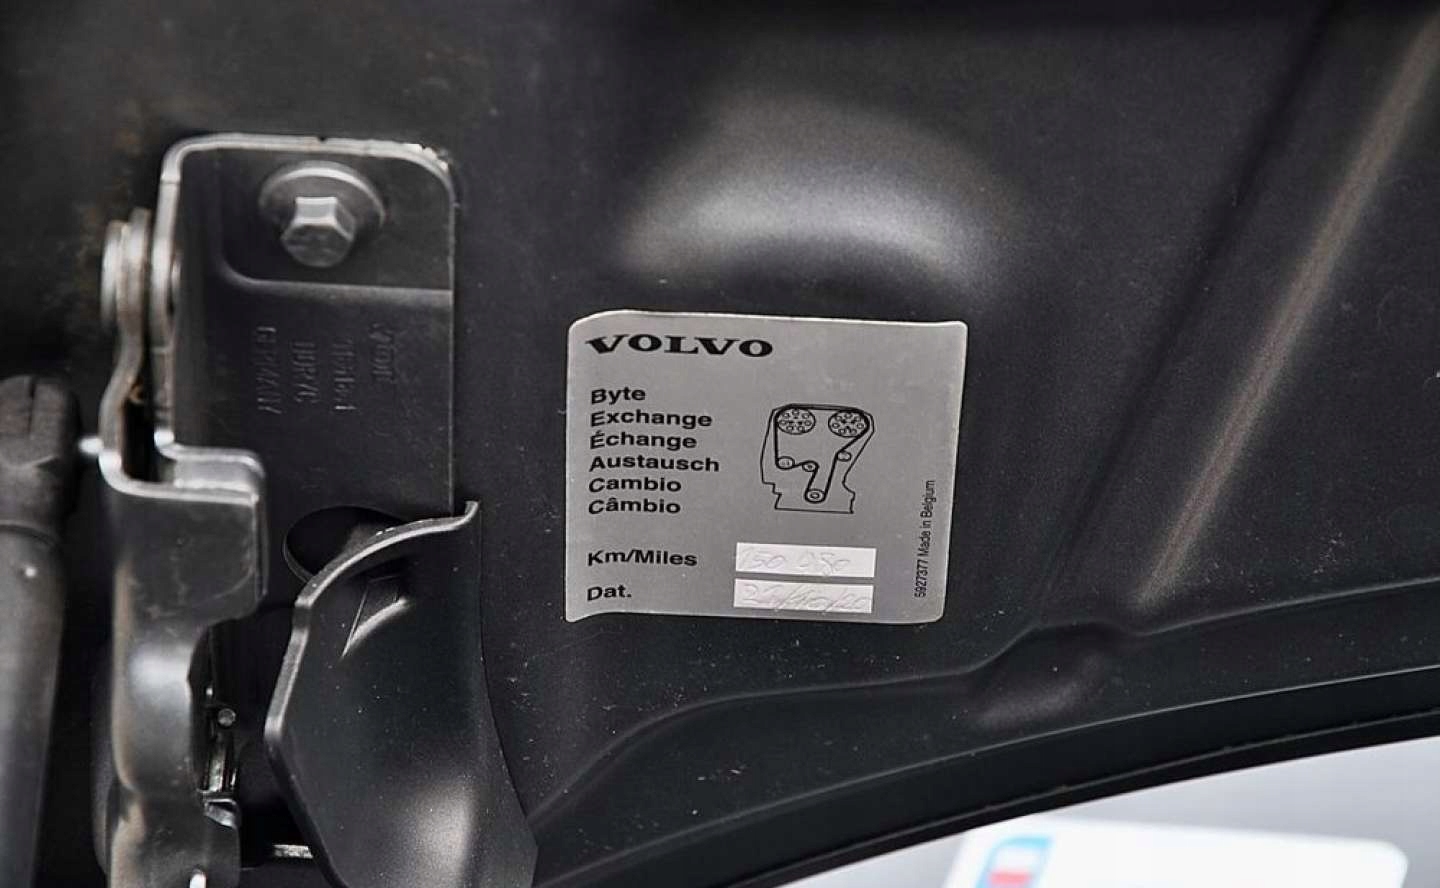 VOLVO
Byte
Exchange
Échange
Austausch
Cambio
Câmbio
Km/Miles
Dat.
5927377 Made in Belgium